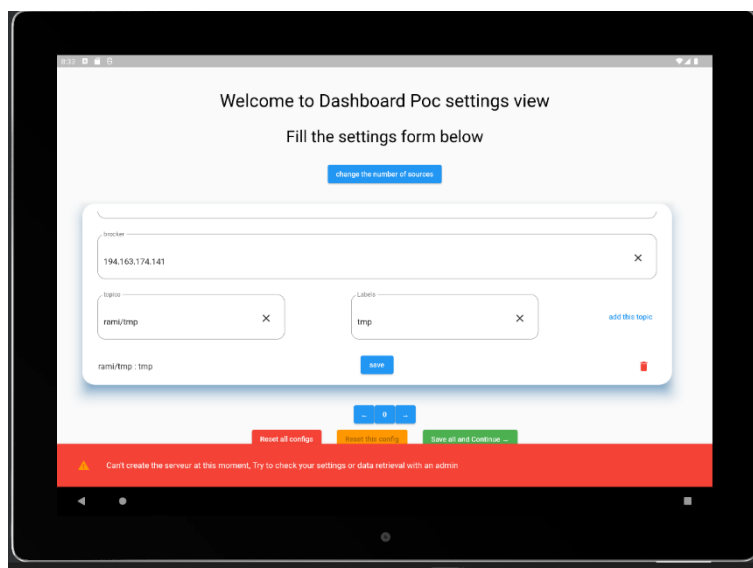 8:33
Welcome to Dashboard Poc settings view
Fill the settings form below
change the number of sources
brocker
194.163.174.141
topics
Labels
rami/tmp
tmp
add this topic
rami/tmp : tmp
save
0
Reset all configs
Reset this config
Save all and Continue ...
Can't create the serveur at this moment, Try to check your settings or data retrieval with an admin